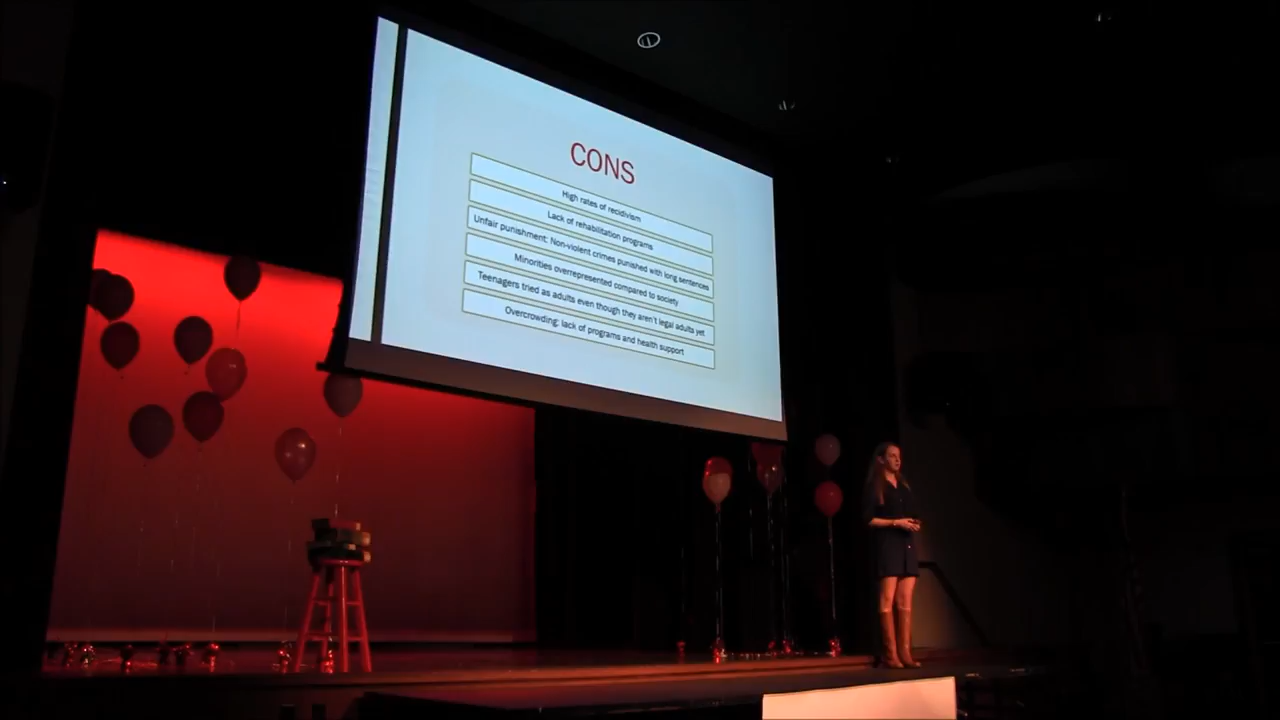 CONS
High rates of recidivism
Lack of rehabilitation programs
Unfair punishment: Non-violent crimes punished with long sentences
Minorities overrepresented compared to society
Teenagers tried as adults even though they aren't legal adults yet
Overcrowding: lack of programs and health support